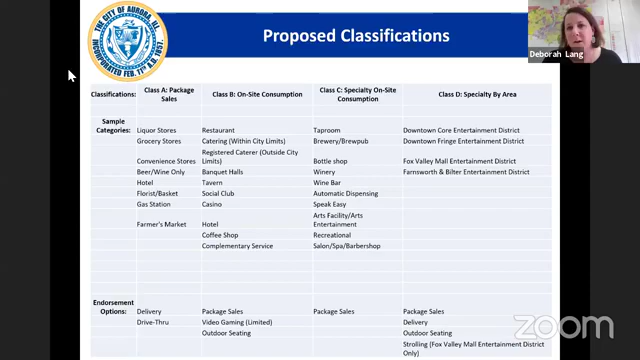 THE CITY OF AURORA, ILL.
INCORPORATED FEB. 11TH A.D. 1857.
Proposed Classifications
Deborah Lang
Classifications: Class A: Package Sales Class B: On-Site Consumption Class C: Specialty On-Site Consumption Class D: Specialty By Area
Sample Categories: Liquor Stores Restaurant Taproom Downtown Core Entertainment District
Grocery Stores Catering (Within City Limits) Brewery/Brewpub Downtown Fringe Entertainment District
Convenience Stores Registered Caterer (Outside City Limits) Bottle shop Fox Valley Mall Entertainment District
Beer/Wine Only Banquet Halls Winery Farnsworth & Bilter Entertainment District
Hotel Tavern Wine Bar
Florist/Basket Social Club Automatic Dispensing
Gas Station Casino Speak Easy
Farmer's Market Hotel Arts Facility/Arts Entertainment
Coffee Shop Recreational
Complementary Service Salon/Spa/Barbershop
Endorsement Options: Delivery Package Sales Package Sales Package Sales
Drive-Thru Video Gaming (Limited) Delivery
Outdoor Seating Outdoor Seating
Strolling (Fox Valley Mall Entertainment District Only)
zoom